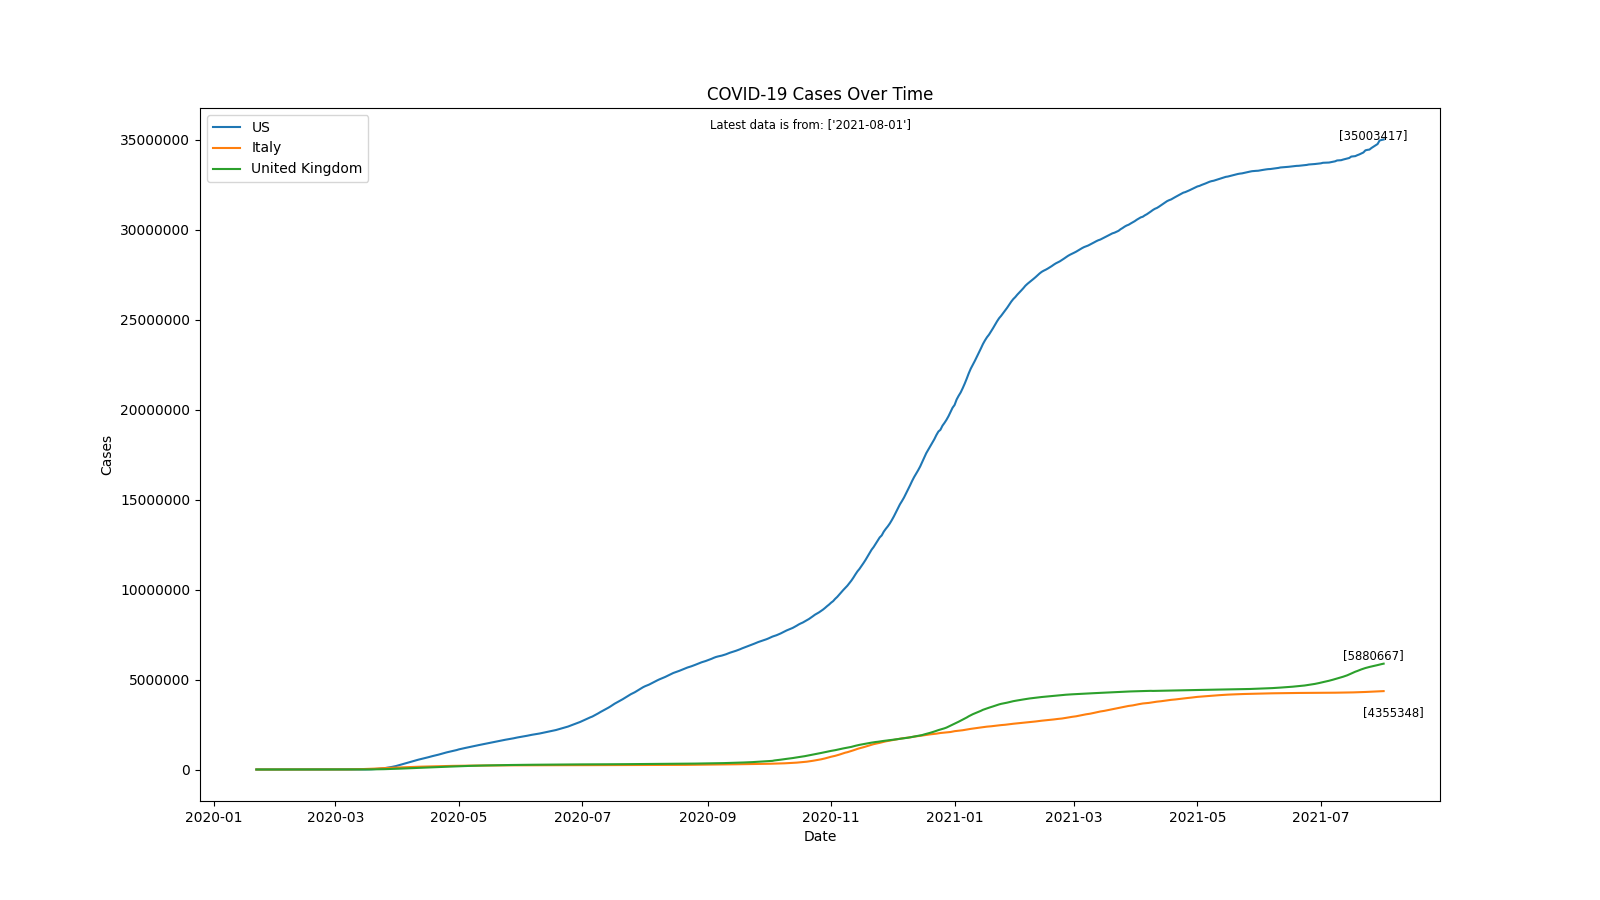 COVID-19 Cases Over Time
Latest data is from: ['2021-08-01']
US
Italy
United Kingdom
[35003417]
[5880667]
[4355348]
35000000
30000000
25000000
20000000
15000000
10000000
5000000
0
Cases
2020-01 2020-03 2020-05 2020-07 2020-09 2020-11 2021-01 2021-03 2021-05 2021-07
Date